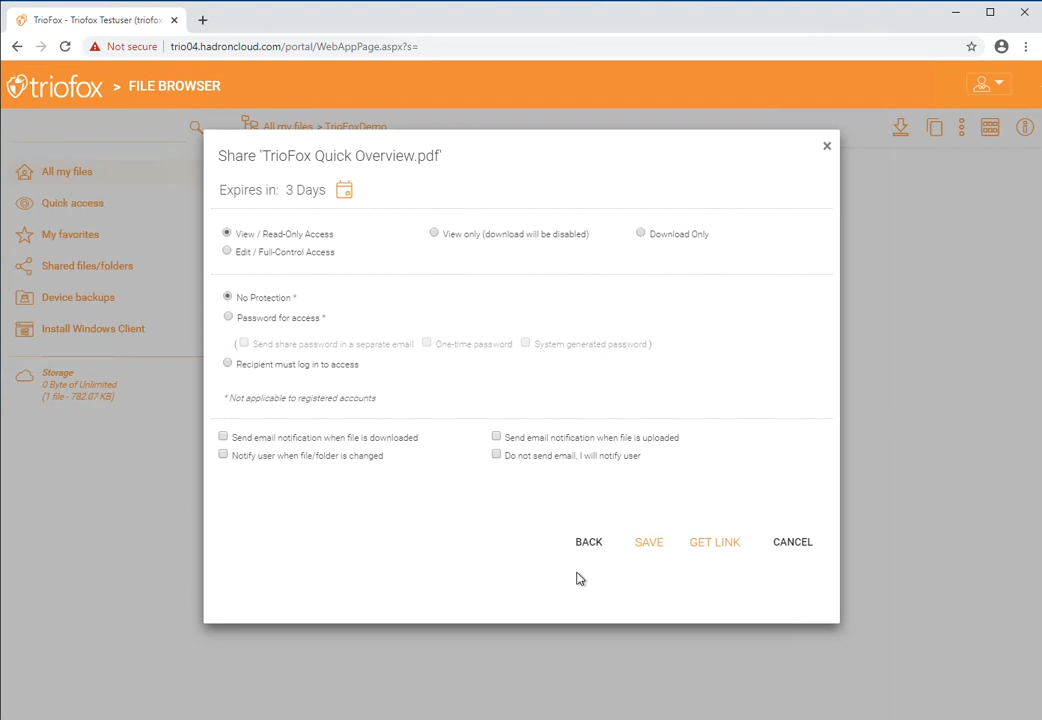 TrioFox - Triofox Testuser (triofox
Not secure
trio04.hadroncloud.com/portal/WebAppPage.aspx?s=
triofox > FILE BROWSER
All my files > TrioFoxDemo
All my files
Quick access
My favorites
Shared files/folders
Device backups
Install Windows Client
Storage
0 Byte of Unlimited
(1 file - 782.07 KB)
Share 'TrioFox Quick Overview.pdf'
Expires in: 3 Days
View / Read-Only Access
View only (download will be disabled)
Download Only
Edit / Full-Control Access
No Protection *
Password for access *
( Send share password in a separate email One-time password System generated password )
Recipient must log in to access
* Not applicable to registered accounts
Send email notification when file is downloaded
Send email notification when file is uploaded
Notify user when file/folder is changed
Do not send email, I will notify user
BACK SAVE GET LINK CANCEL